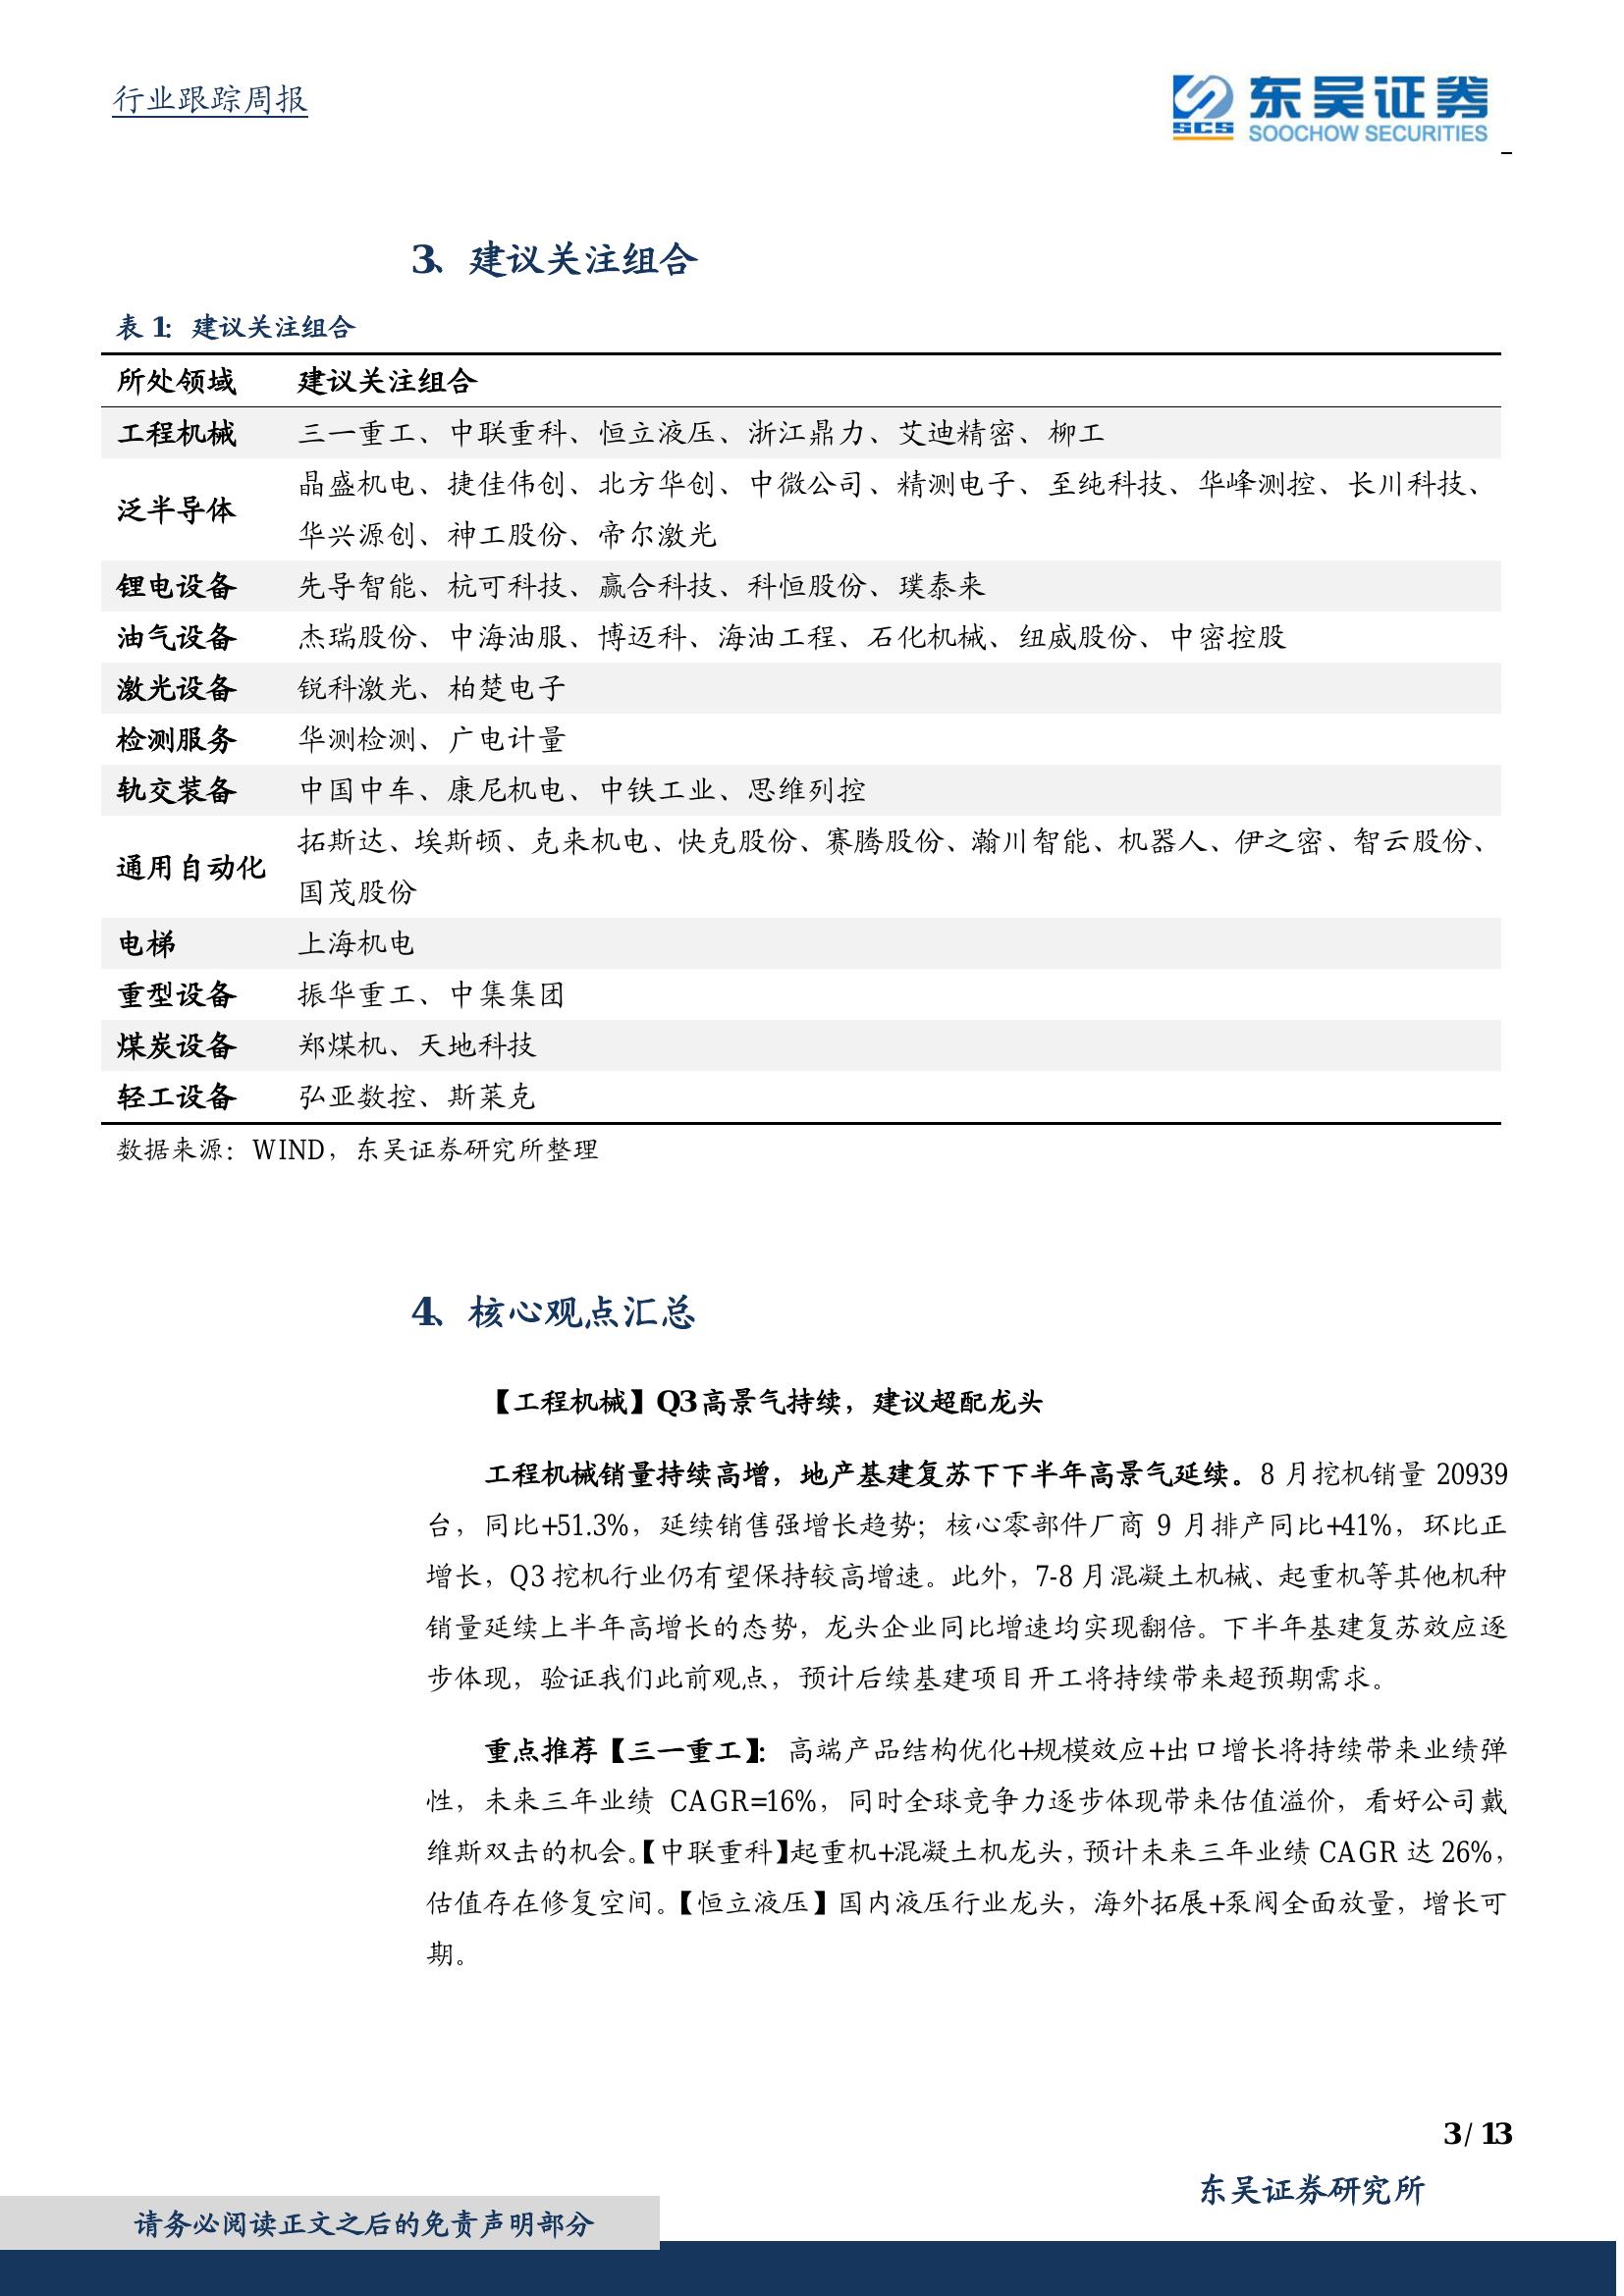 行业跟踪周报
SCS
东吴证券
SOOCHOW SECURITIES
3、建议关注组合
表 1：建议关注组合
所处领域 建议关注组合
工程机械 三一重工、中联重科、恒立液压、浙江鼎力、艾迪精密、柳工
泛半导体 晶盛机电、捷佳伟创、北方华创、中微公司、精测电子、至纯科技、华峰测控、长川科技、
华兴源创、神工股份、帝尔激光
锂电设备 先导智能、杭可科技、赢合科技、科恒股份、璞泰来
油气设备 杰瑞股份、中海油服、博迈科、海油工程、石化机械、纽威股份、中密控股
激光设备 锐科激光、柏楚电子
检测服务 华测检测、广电计量
轨交装备 中国中车、康尼机电、中铁工业、思维列控
通用自动化 拓斯达、埃斯顿、克来机电、快克股份、赛腾股份、瀚川智能、机器人、伊之密、智云股份、
国茂股份
电梯 上海机电
重型设备 振华重工、中集集团
煤炭设备 郑煤机、天地科技
轻工设备 弘亚数控、斯莱克
数据来源：WIND，东吴证券研究所整理
4、核心观点汇总
【工程机械】Q3 高景气持续，建议超配龙头
工程机械销量持续高增，地产基建复苏下下半年高景气延续。8 月挖机销量 20939
台，同比+51.3%，延续销售强增长趋势；核心零部件厂商 9 月排产同比+41%，环比正
增长，Q3 挖机行业仍有望保持较高增速。此外，7-8 月混凝土机械、起重机等其他机种
销量延续上半年高增长的态势，龙头企业同比增速均实现翻倍。下半年基建复苏效应逐
步体现，验证我们此前观点，预计后续基建项目开工将持续带来超预期需求。
重点推荐【三一重工】：高端产品结构优化+规模效应+出口增长将持续带来业绩弹
性，未来三年业绩 CAGR=16%，同时全球竞争力逐步体现带来估值溢价，看好公司戴
维斯双击的机会。【中联重科】起重机+混凝土机龙头，预计未来三年业绩 CAGR 达 26%，
估值存在修复空间。【恒立液压】国内液压行业龙头，海外拓展+泵阀全面放量，增长可
期。
3 / 13
东吴证券研究所
请务必阅读正文之后的免责声明部分